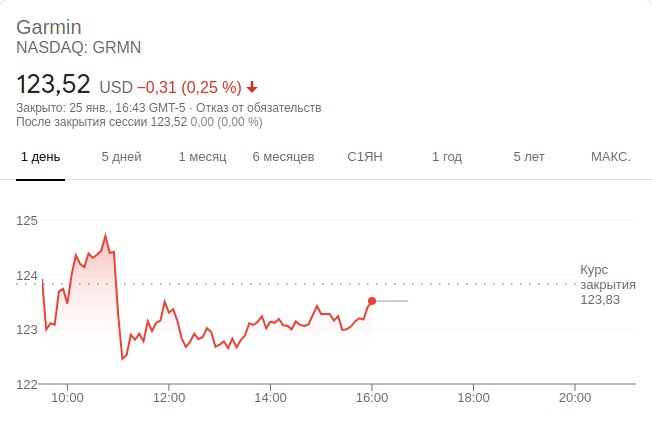 Garmin
NASDAQ: GRMN
123,52 USD −0,31 (0,25 %)
Закрыто: 25 янв., 16:43 GMT-5 · Отказ от обязательств
После закрытия сессии 123,52 0,00 (0,00 %)
1 день 5 дней 1 месяц 6 месяцев С1ЯН 1 год 5 лет МАКС.
125
124
123
122
Курс
закрытия
123,83
10:00 12:00 14:00 16:00 18:00 20:00